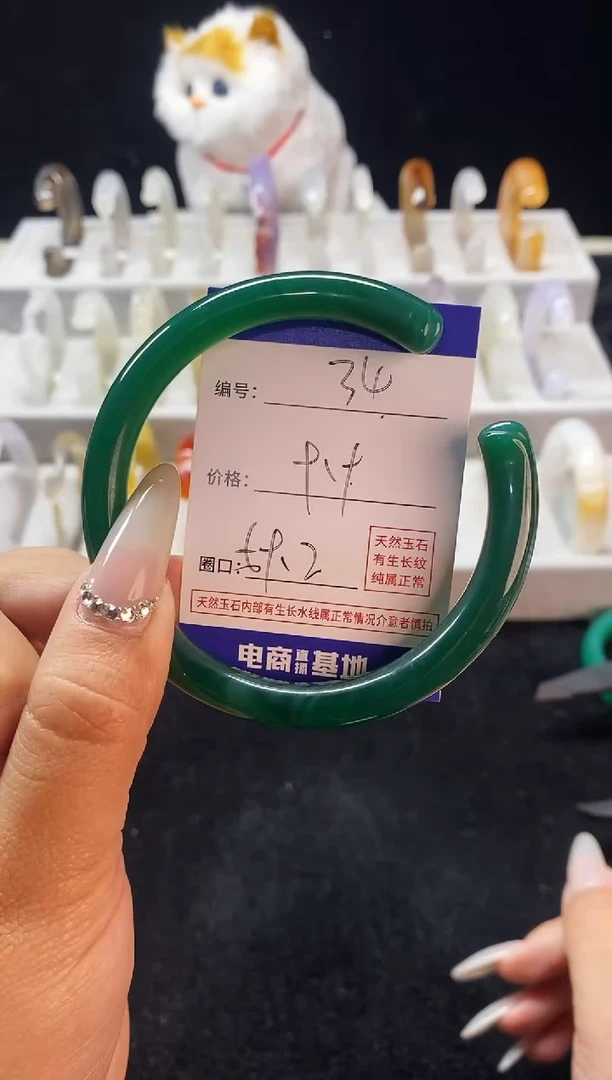 编号: 34
价格:
圈口: 2
天然玉石
有生长纹
纯属正常
天然玉石内部有生长水线属正常情况介意者慎拍
电商直播基地